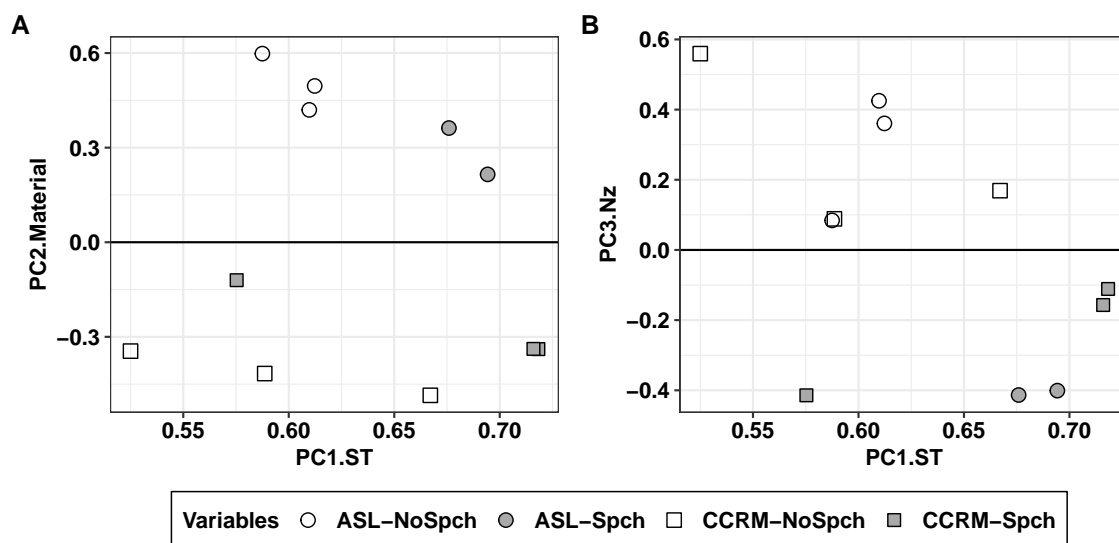 A
0.6
0.3
0.0
−0.3
PC2.Material
0.55 0.60 0.65 0.70
PC1.ST
B
0.6
0.4
0.2
0.0
−0.2
−0.4
PC3.Nz
0.55 0.60 0.65 0.70
PC1.ST
Variables ASL−NoSpch ASL−Spch CCRM−NoSpch CCRM−Spch